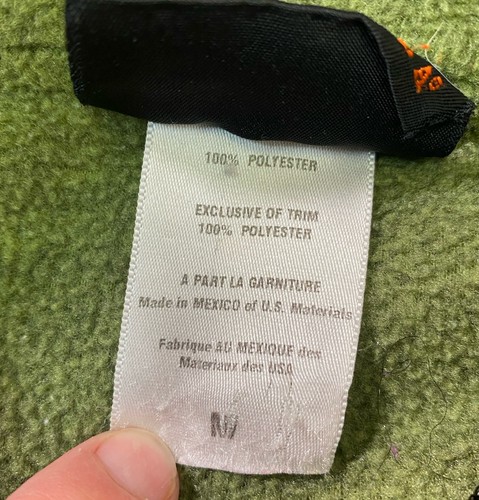 100% POLYESTER
EXCLUSIVE OF TRIM
100% POLYESTER
A PART LA GARNITURE
Made in MEXICO of U.S. Materials
Fabrique AU MEXIQUE des
Materiaux des USA